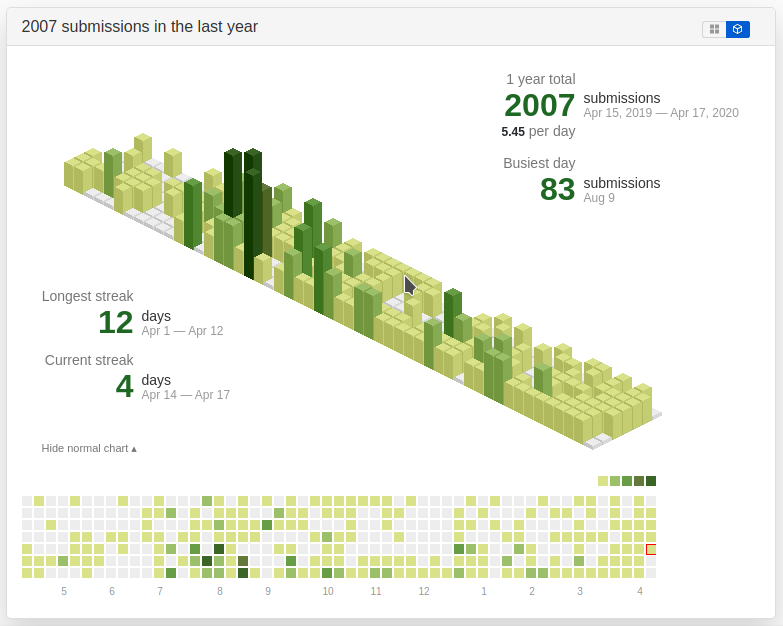 2007 submissions in the last year
1 year total
2007 submissions
Apr 15, 2019 — Apr 17, 2020
5.45 per day
Busiest day
83 submissions
Aug 9
Longest streak
12 days
Apr 1 — Apr 12
Current streak
4 days
Apr 14 — Apr 17
Hide normal chart ▴
5 6 7 8 9 10 11 12 1 2 3 4